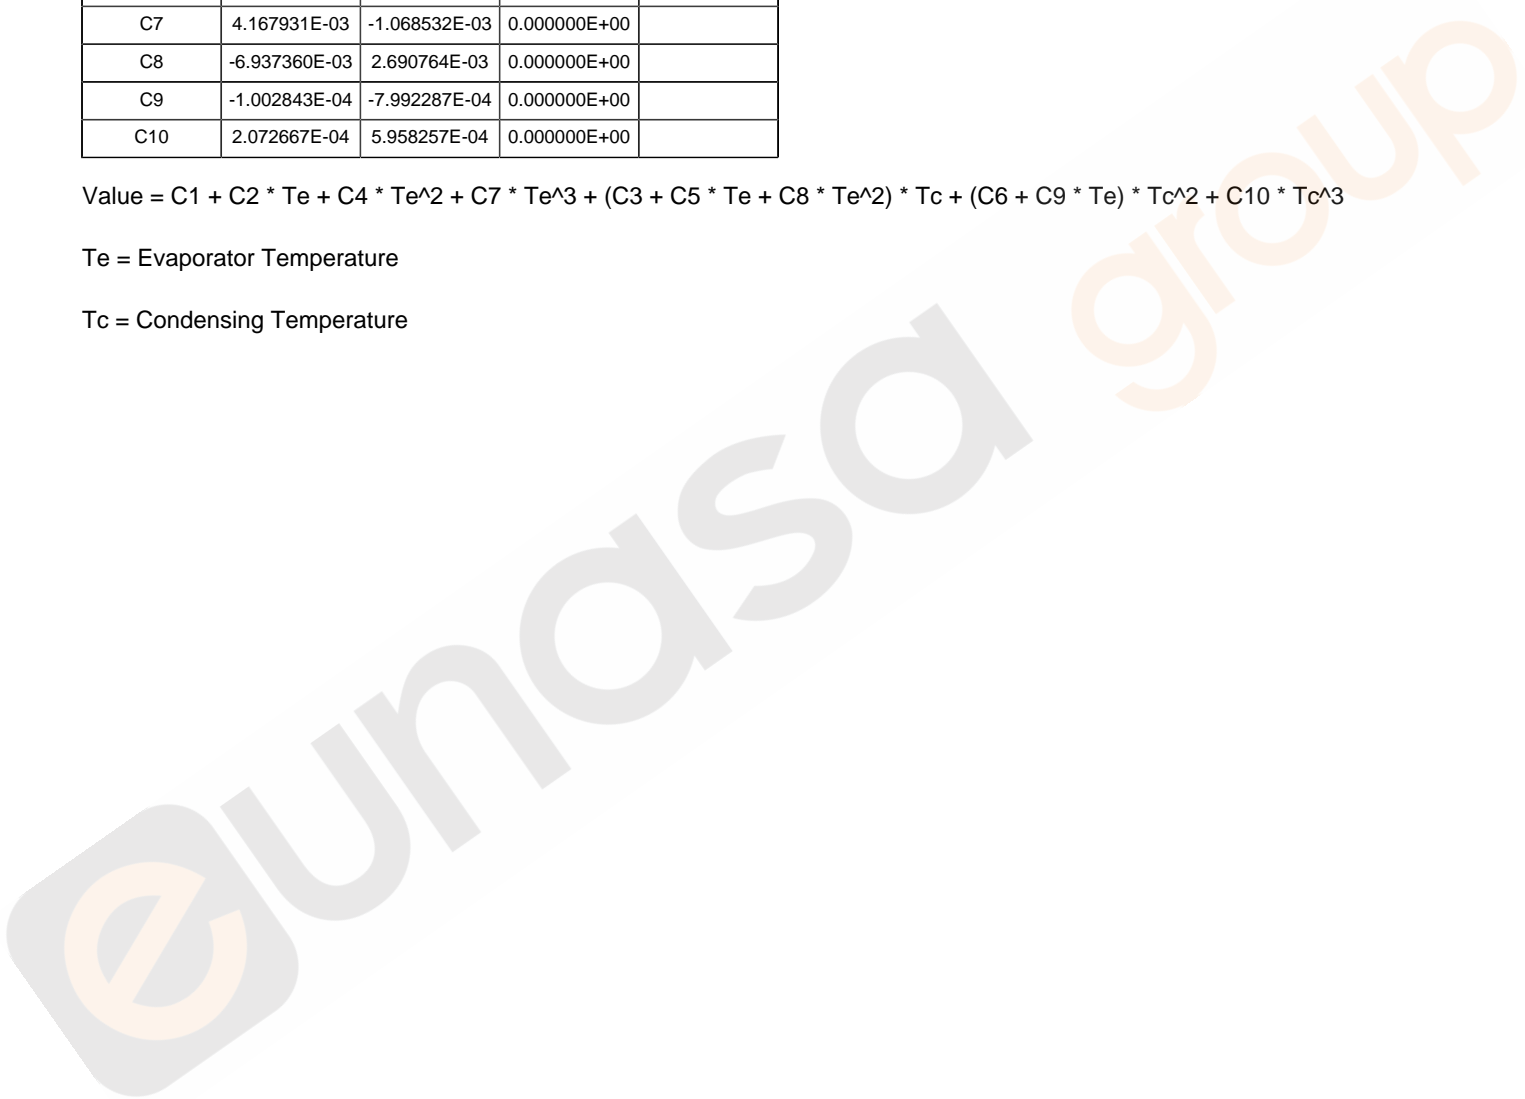 C7 4.167931E-03 -1.068532E-03 0.000000E+00
C8 -6.937360E-03 2.690764E-03 0.000000E+00
C9 -1.002843E-04 -7.992287E-04 0.000000E+00
C10 2.072667E-04 5.958257E-04 0.000000E+00
Value = C1 + C2 * Te + C4 * Te^2 + C7 * Te^3 + (C3 + C5 * Te + C8 * Te^2) * Tc + (C6 + C9 * Te) * Tc^2 + C10 * Tc^3
Te = Evaporator Temperature
Tc = Condensing Temperature
eunasa group